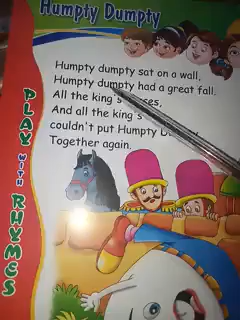 Humpty Dumpty
Humpty dumpty sat on a wall,
Humpty dumpty had a great fall.
All the king's
And all the king's
couldn't put Humpty
Together again.
PLAY WITH RHYMES